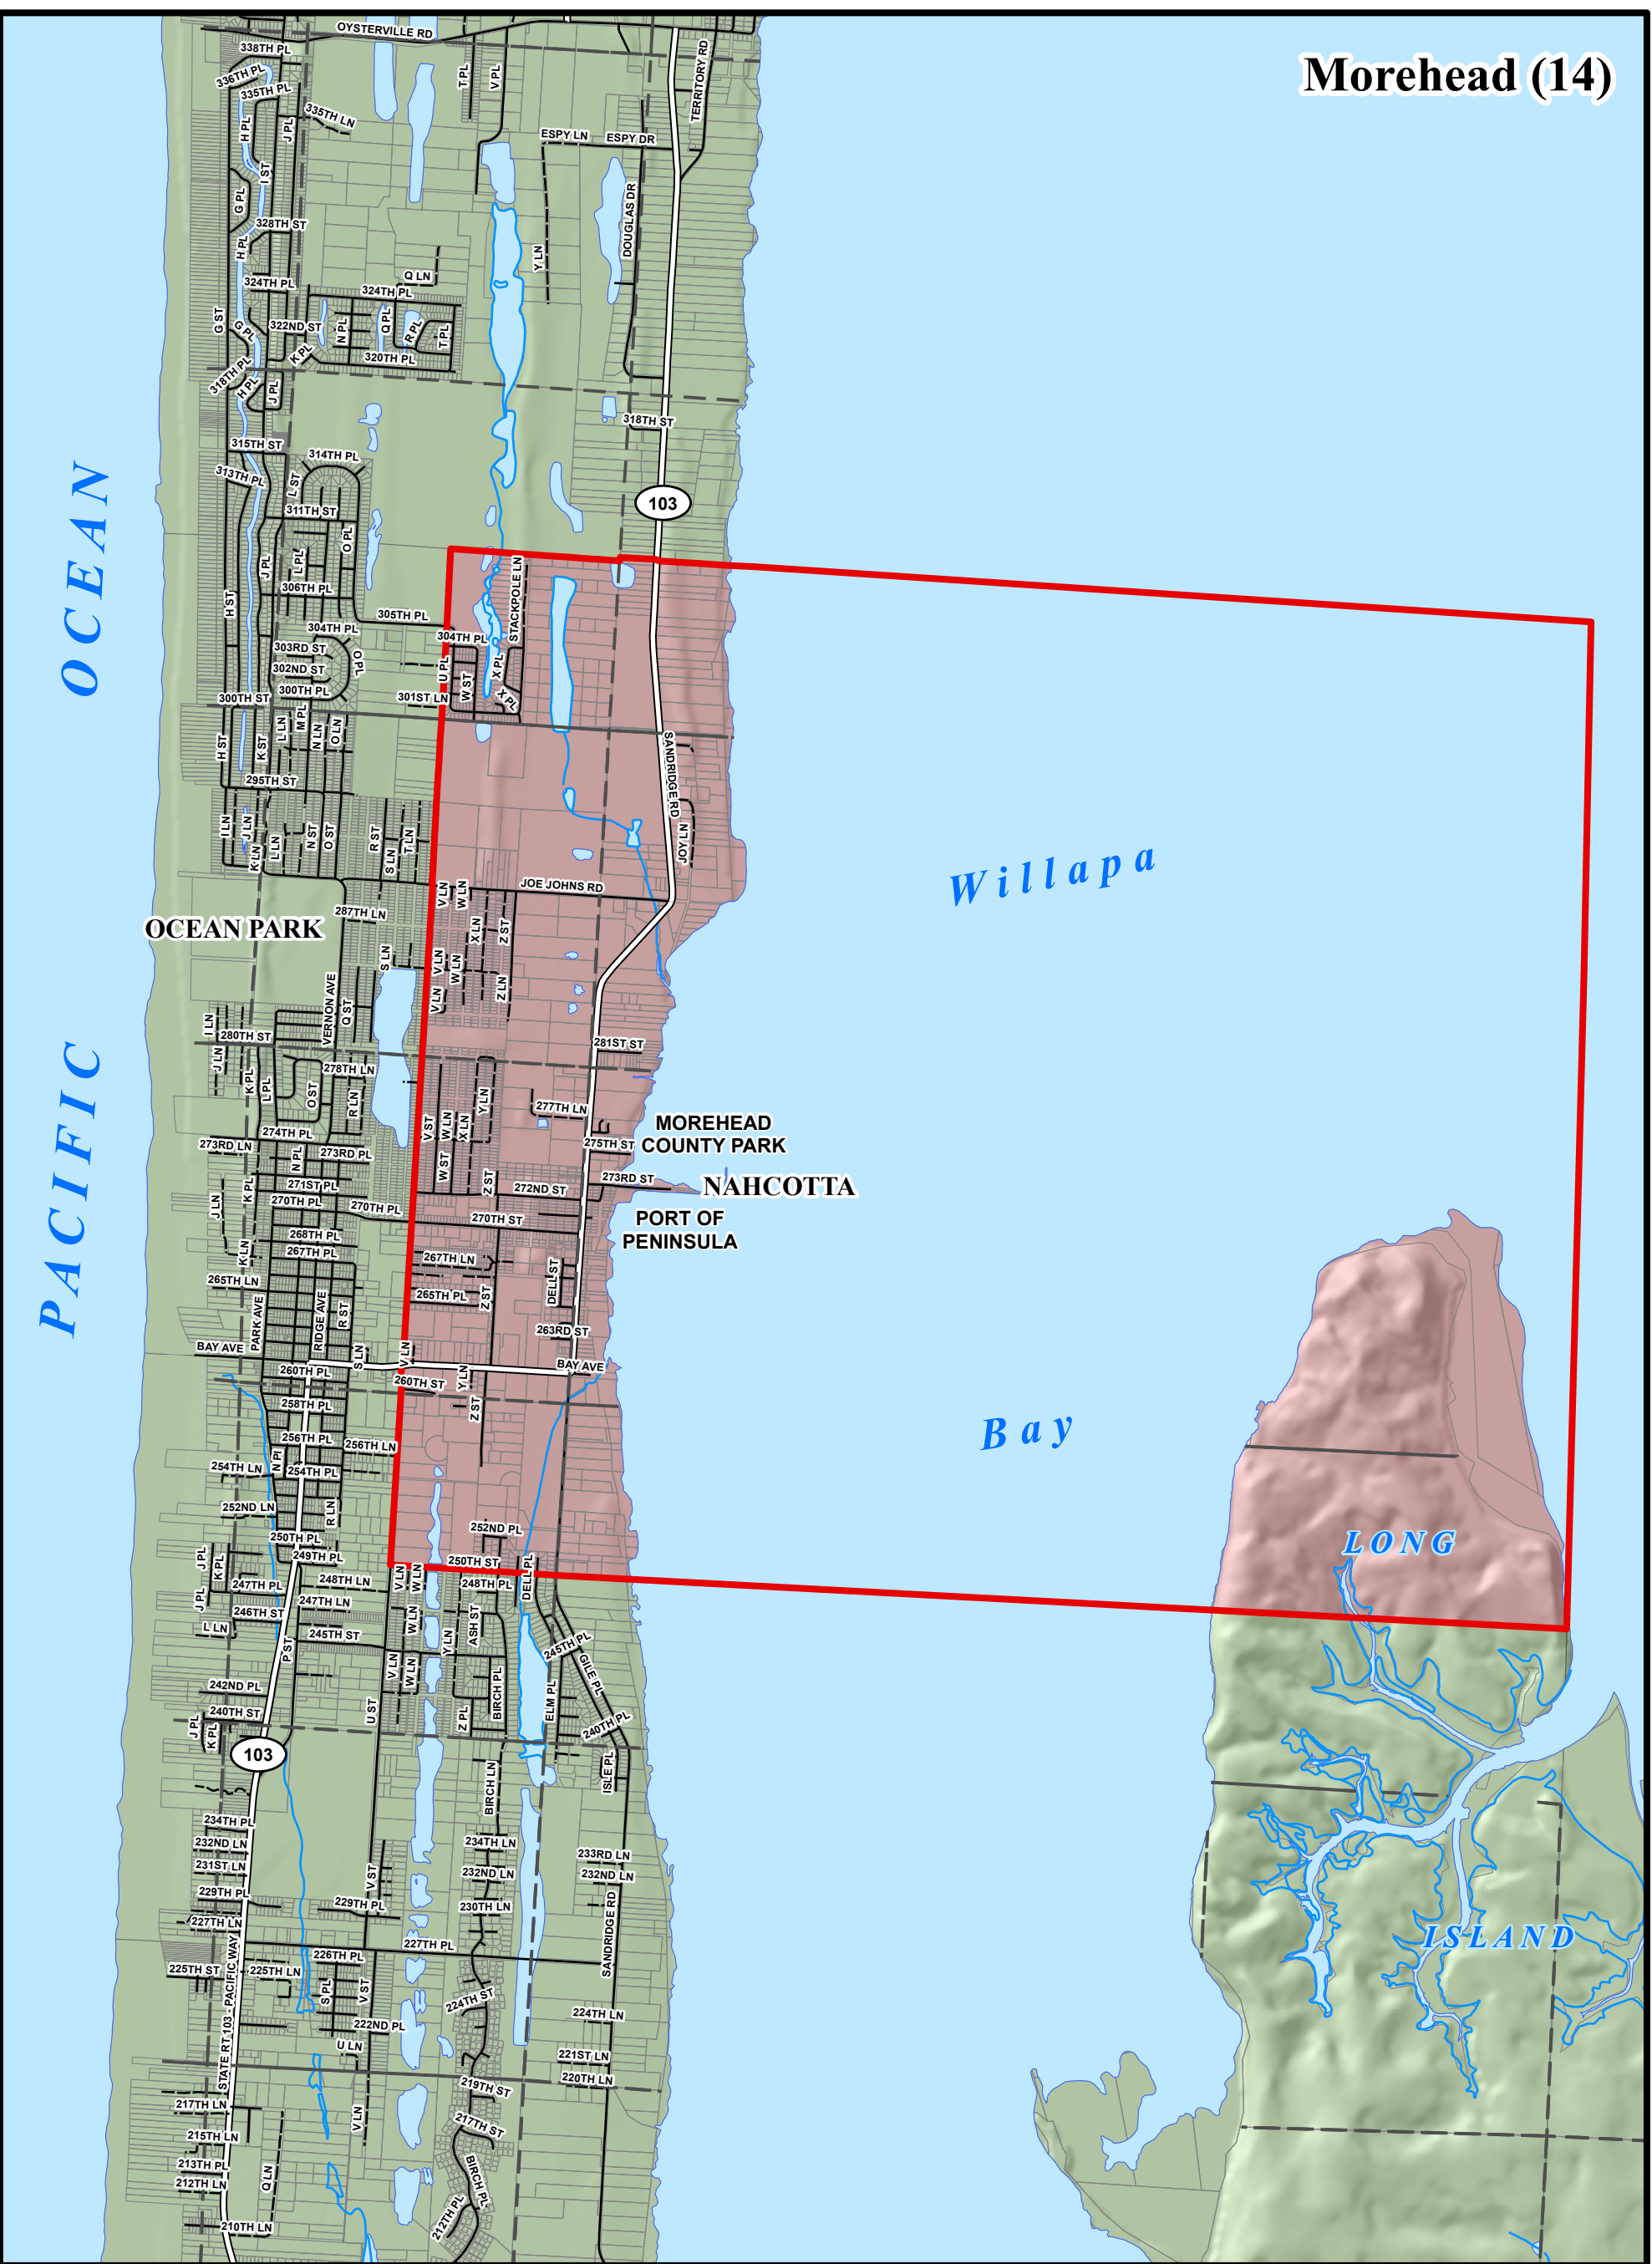 Morehead (14)
OYSTERVILLE RD
338TH PL
336TH PL
335TH PL
335TH LN
H PL
J PL
I ST
G PL
328TH ST
H PL
324TH PL
G ST
G PL
322ND ST
K PL
318TH PL
H PL
J PL
T PL
V PL
TERRITORY RD
ESPY LN
ESPY DR
DOUGLAS DR
Y LN
Q LN
324TH PL
N PL
Q PL
R PL
T PL
320TH PL
318TH ST
103
315TH ST
313TH PL
314TH PL
L ST
311TH ST
O PL
L PL
J PL
306TH PL
H ST
305TH PL
304TH PL
303RD ST
302ND ST
O PL
300TH PL
300TH ST
301ST LN
304TH PL
STACKPOLE LN
U PL
W ST
X PL
X PL
OCEAN
H ST
K ST
L LN
M PL
N LN
O LN
295TH ST
I LN
J LN
K LN
L LN
N ST
O ST
R ST
S LN
T LN
SANDRIDGE RD
JOY LN
JOE JOHNS RD
V LN
W LN
X LN
Z ST
287TH LN
OCEAN PARK
S LN
V LN
W LN
V LN
Z LN
Willapa
VERNON AVE
Q ST
I LN
280TH ST
J LN
K PL
L PL
O ST
278TH LN
R LN
281ST ST
277TH LN
Y LN
V ST
W LN
X LN
W ST
Z ST
275TH ST
MOREHEAD
COUNTY PARK
273RD ST
NAHCOTTA
272ND ST
270TH ST
PORT OF
PENINSULA
PACIFIC
274TH PL
273RD LN
N PL
273RD PL
K PL
271ST PL
270TH PL
270TH PL
J LN
268TH PL
267TH PL
K LN
265TH LN
PARK AVE
RIDGE AVE
R ST
267TH LN
265TH PL
Z ST
DELL ST
263RD ST
BAY AVE
S LN
V LN
BAY AVE
260TH PL
260TH ST
Y LN
Z ST
258TH PL
256TH PL
256TH LN
N Pl
254TH LN
254TH PL
252ND LN
R LN
250TH PL
249TH PL
252ND PL
250TH ST
248TH PL
DELL PL
Bay
LONG
J PL
K PL
247TH PL
248TH LN
V LN
W LN
J PL
246TH ST
247TH LN
L LN
245TH ST
P ST
W LN
Y LN
ASH ST
245TH PL
GILE PL
V LN
W LN
BIRCH PL
ELM PL
242ND PL
240TH ST
J PL
K PL
U ST
Z PL
240TH PL
103
ISLE PL
BIRCH LN
234TH PL
232ND LN
231ST LN
229TH PL
227TH LN
229TH PL
V ST
234TH LN
232ND LN
230TH LN
233RD LN
232ND LN
SANDRIDGE RD
ISLAND
STATE RT 103 - PACIFIC WAY
226TH PL
227TH PL
225TH ST
225TH LN
S PL
V ST
224TH ST
224TH LN
222ND PL
U LN
221ST LN
220TH LN
219TH ST
217TH LN
V LN
217TH ST
215TH LN
213TH PL
212TH LN
Q LN
BIRCH PL
212TH PL
210TH LN